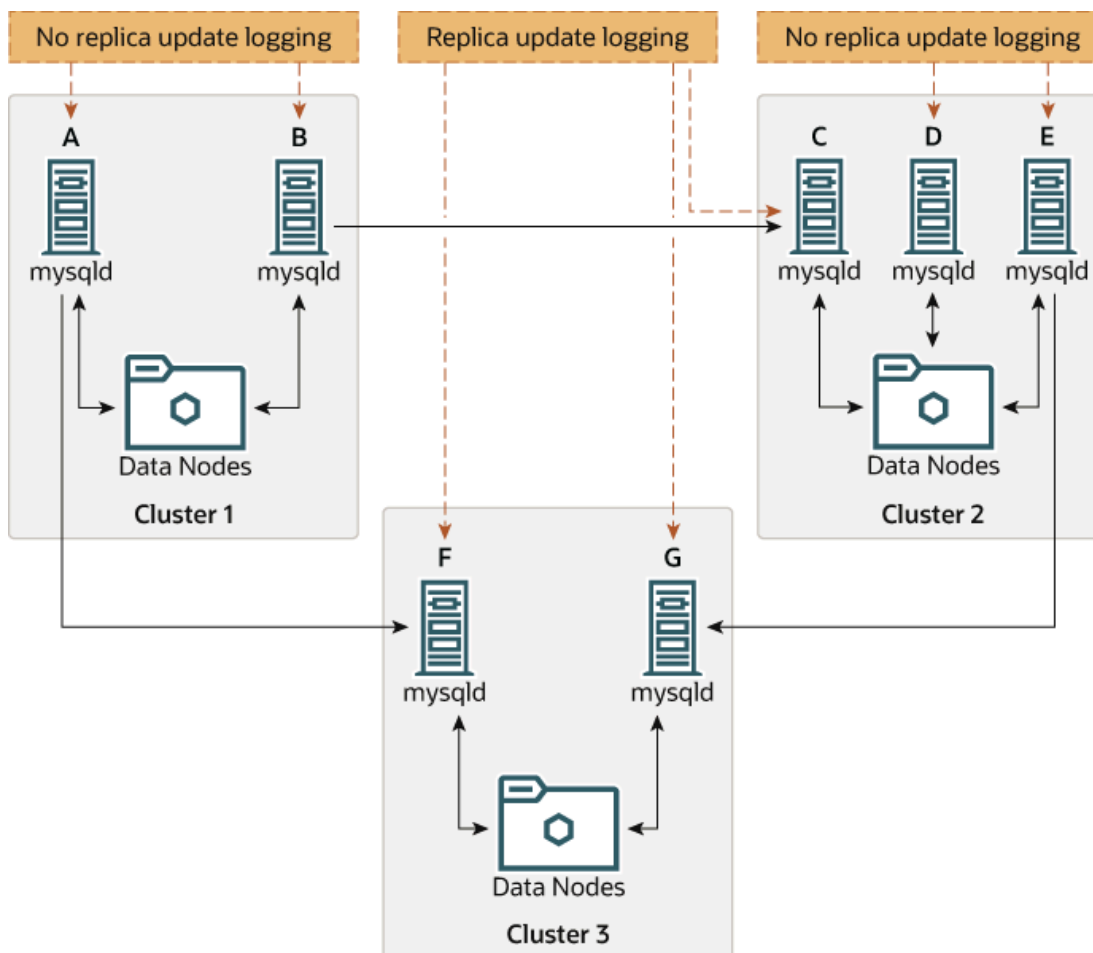 No replica update logging
Replica update logging
No replica update logging
A
B
mysqld
mysqld
Data Nodes
Cluster 1
C
D
E
mysqld
mysqld
mysqld
Data Nodes
Cluster 2
F
G
mysqld
mysqld
Data Nodes
Cluster 3